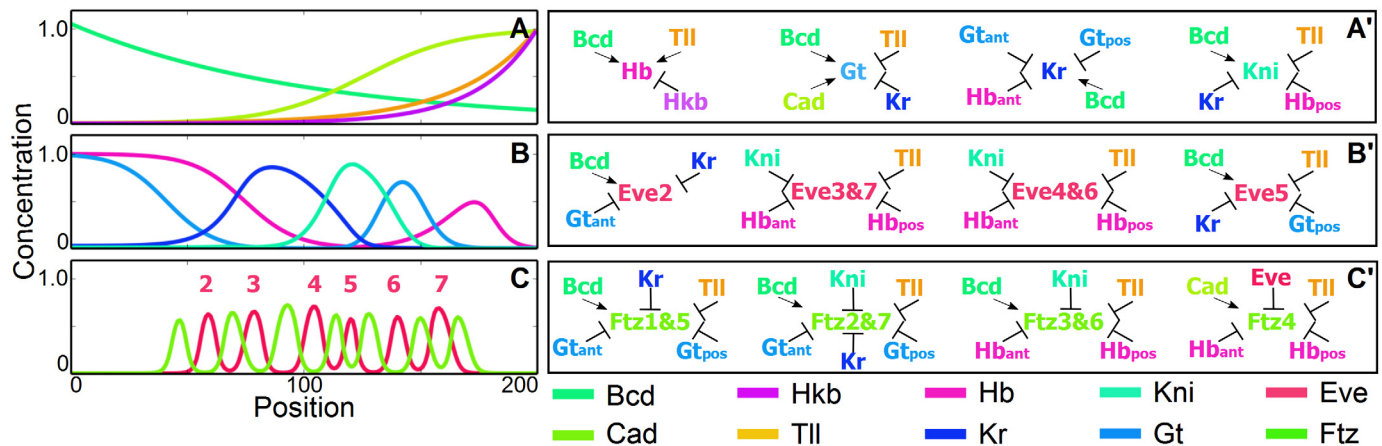 Concentration
Position
1.0
0
A
1.0
0
B
1.0
0
C
2 3 4 5 6 7
0 100 200
A'
Bcd Tll
Hb
Hkb
Bcd Tll
Gt
Cad Kr
Gtant Gtpos
Kr
Hbant Bcd
Bcd Tll
Kni
Kr Hbpos
B'
Bcd Kr
Eve2
Gtant
Kni Tll
Eve3&7
Hbant Hbpos
Kni Tll
Eve4&6
Hbant Hbpos
Bcd Tll
Eve5
Kr Gtpos
C'
Bcd Kr Tll
Ftz1&5
Gtant Gtpos
Bcd Kni Tll
Ftz2&7
Gtant Kr Gtpos
Bcd Kni Tll
Ftz3&6
Hbant Hbpos
Cad Eve Tll
Ftz4
Hbant Hbpos
Bcd Hkb Hb Kni Eve
Cad Tll Kr Gt Ftz